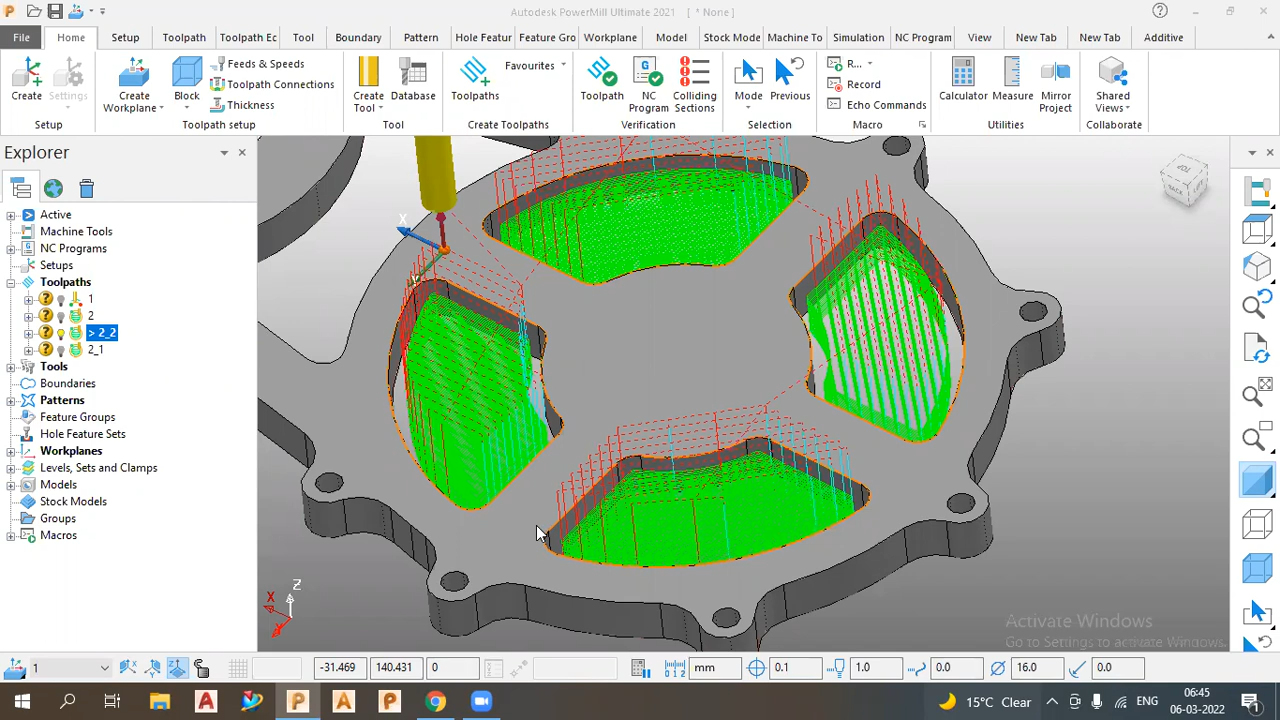 Autodesk PowerMill Ultimate 2021 [ * None ]
File Home Setup Toolpath Toolpath Ec Tool Boundary Pattern Hole Featur Feature Gro Workplane Model Stock Mode Machine To Simulation NC Program View New Tab New Tab Additive
Create
Settings
Setup
Create
Workplane
Block
Feeds & Speeds
Toolpath Connections
Thickness
Toolpath setup
Create
Tool
Database
Tool
Toolpaths
Favourites
Create Toolpaths
Toolpath
NC
Program
Colliding
Sections
Verification
Mode
Previous
Selection
R...
Record
Echo Commands
Macro
Calculator
Measure
Mirror
Project
Utilities
Shared
Views
Collaborate
Explorer
Active
Machine Tools
NC Programs
Setups
Toolpaths
1
2
> 2_2
2_1
Tools
Boundaries
Patterns
Feature Groups
Hole Feature Sets
Workplanes
Levels, Sets and Clamps
Models
Stock Models
Groups
Macros
X
Z
X
Activate Windows
Go to Settings to activate Windows.
1 -31.469 140.431 0 mm 0.1 1.0 0.0 16.0 0.0
15°C Clear ENG 06:45
06-03-2022